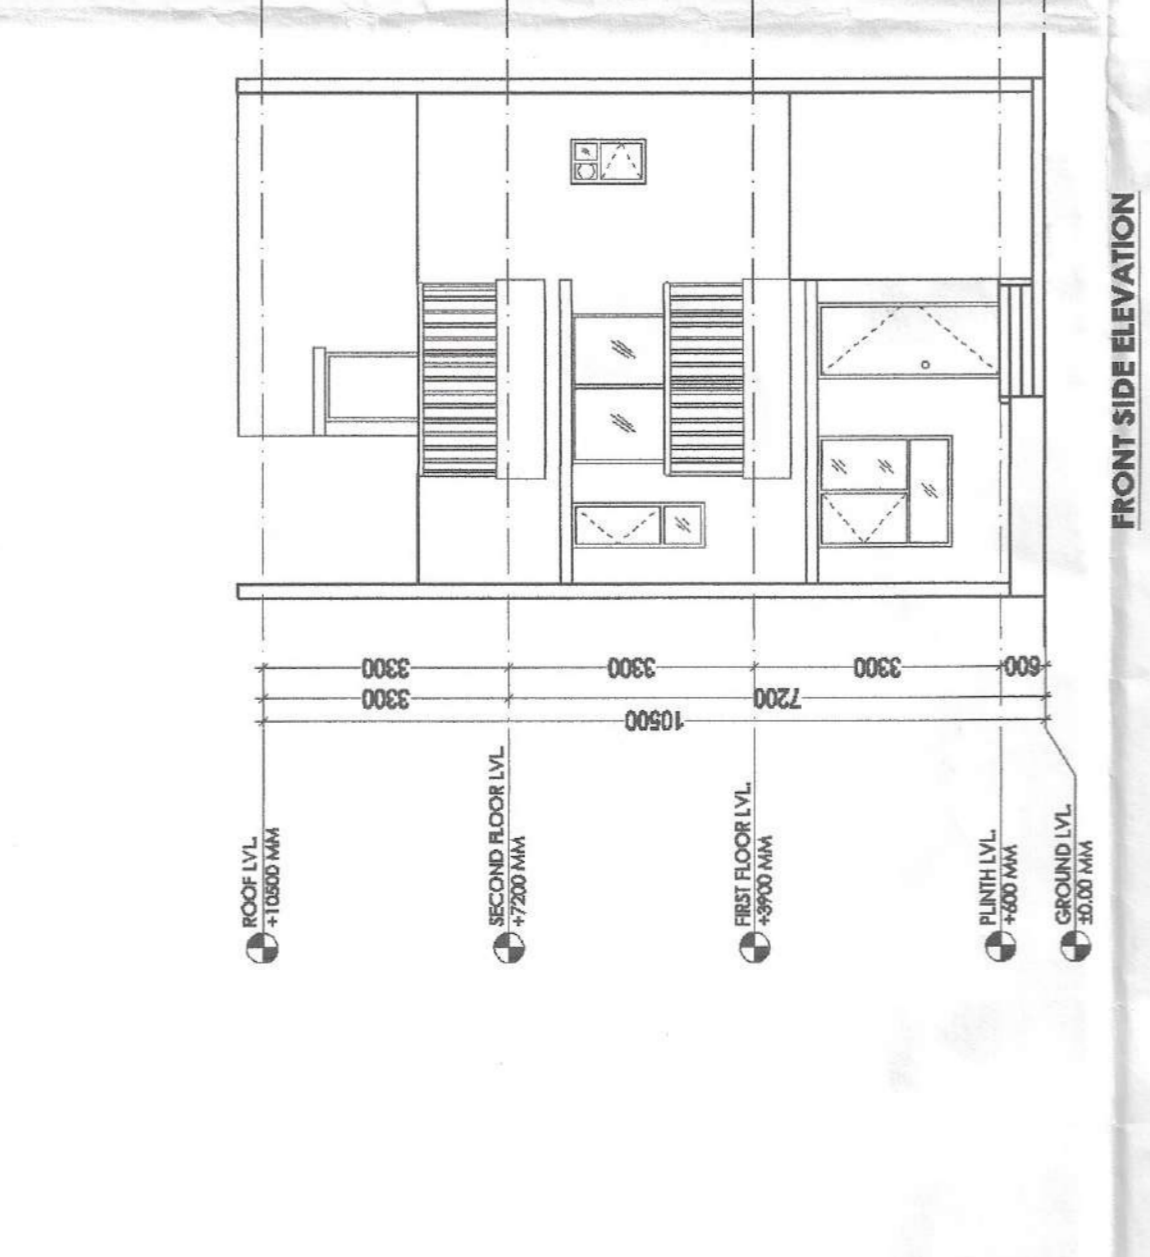 ROOF LVL.
+10500 MM
SECOND FLOOR LVL.
+7200 MM
FIRST FLOOR LVL.
+3900 MM
PLINTH LVL.
+600 MM
GROUND LVL.
±0.00 MM
3300
3300
3300
600
3300
7200
10500
FRONT SIDE ELEVATION